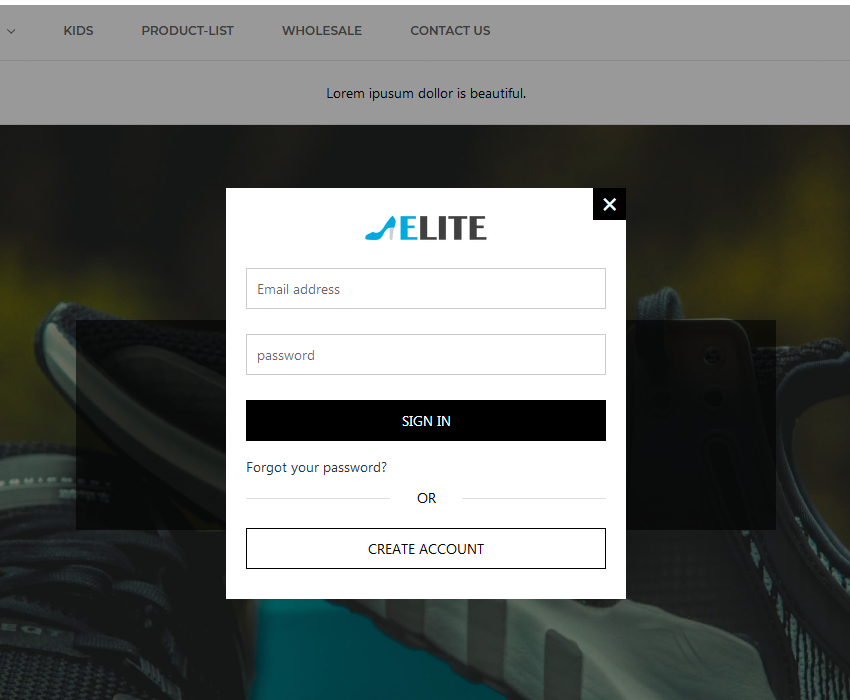 KIDS PRODUCT-LIST WHOLESALE CONTACT US
Lorem ipusum dollor is beautiful.
ELITE
Email address
password
SIGN IN
Forgot your password?
OR
CREATE ACCOUNT